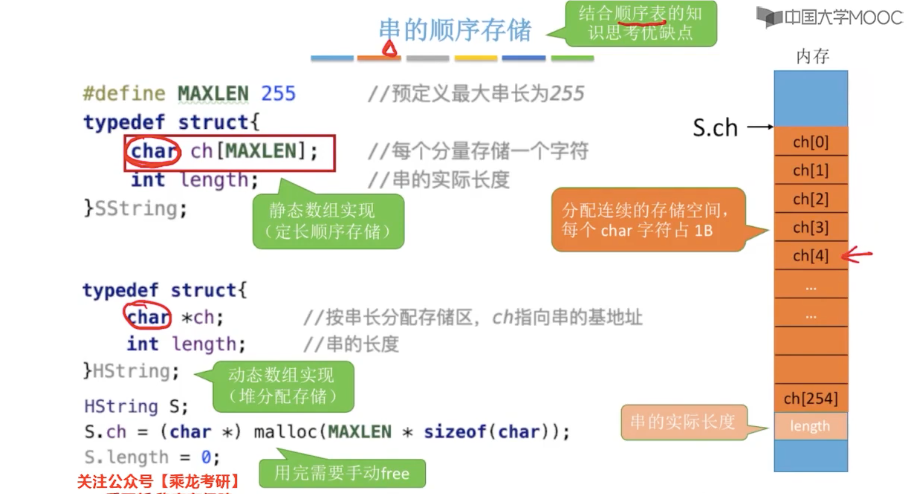 串的顺序存储
结合顺序表的知
识思考优缺点
中国大学MOOC
#define MAXLEN 255 //预定义最大串长为255
typedef struct{
char ch[MAXLEN]; //每个分量存储一个字符
int length; //串的实际长度
}SString;
静态数组实现
（定长顺序存储）
分配连续的存储空间，
每个 char 字符占 1B
typedef struct{
char *ch; //按串长分配存储区，ch指向串的基地址
int length; //串的长度
}HString;
动态数组实现
（堆分配存储）
HString S;
S.ch = (char *) malloc(MAXLEN * sizeof(char));
S.length = 0;
用完需要手动free
关注公众号【乘龙考研】
内存
S.ch
ch[0]
ch[1]
ch[2]
ch[3]
ch[4]
...
...
ch[254]
串的实际长度
length